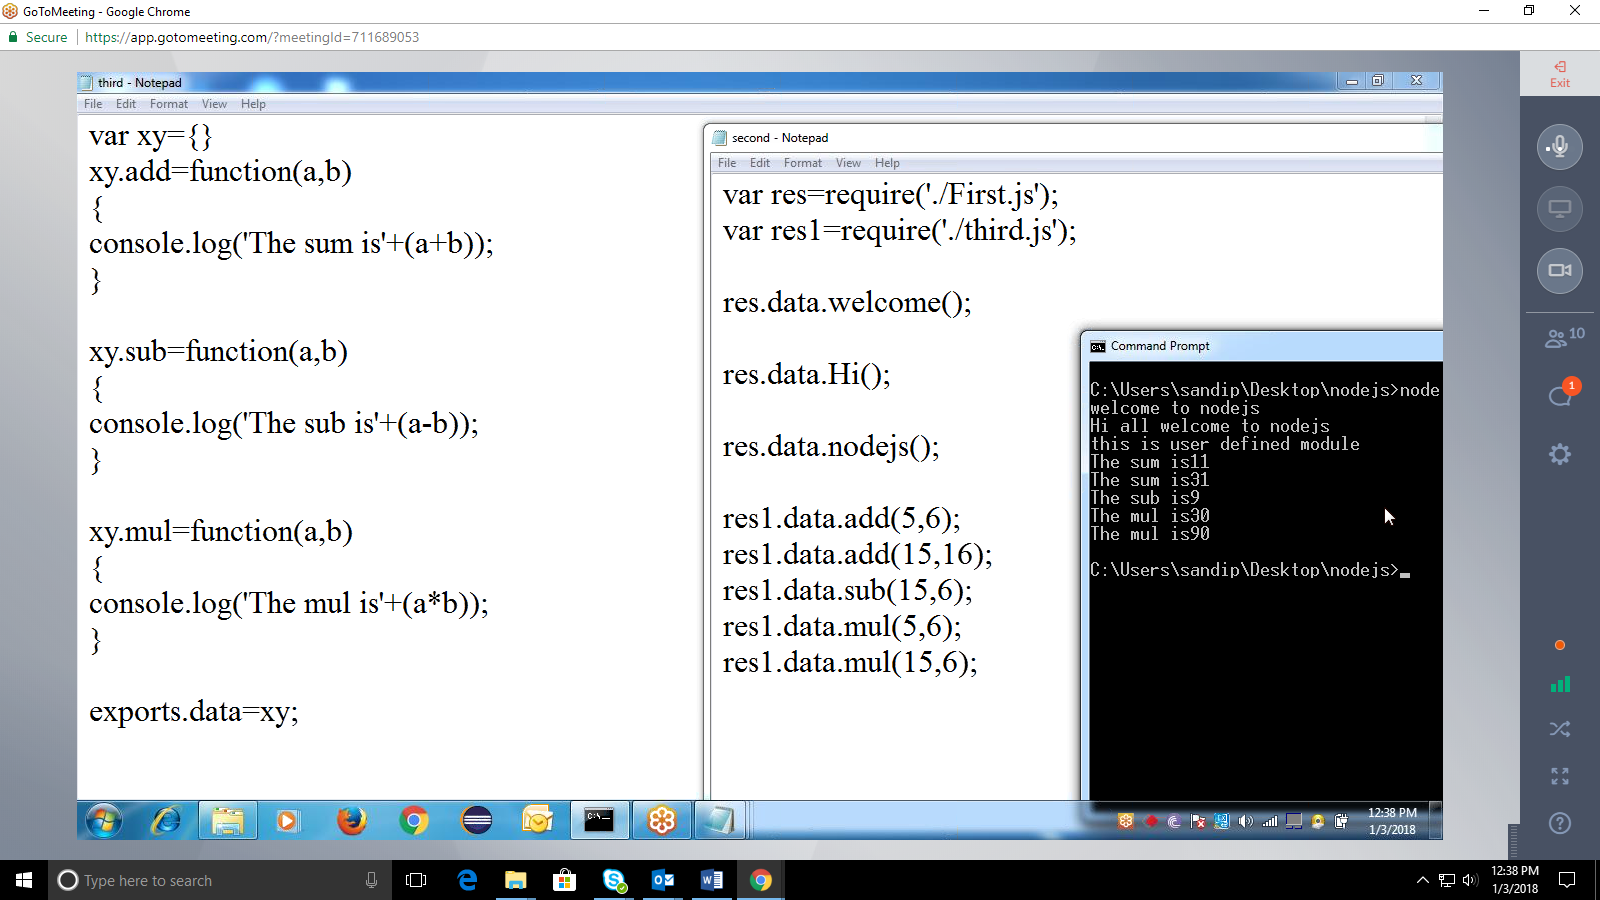 GoToMeeting - Google Chrome
Secure https://app.gotomeeting.com/?meetingId=711689053
Exit
third - Notepad
File Edit Format View Help
var xy={}
xy.add=function(a,b)
{
console.log('The sum is'+(a+b));
}
xy.sub=function(a,b)
{
console.log('The sub is'+(a-b));
}
xy.mul=function(a,b)
{
console.log('The mul is'+(a*b));
}
exports.data=xy;
second - Notepad
File Edit Format View Help
var res=require('./First.js');
var res1=require('./third.js');
res.data.welcome();
res.data.Hi();
res.data.nodejs();
res1.data.add(5,6);
res1.data.add(15,16);
res1.data.sub(15,6);
res1.data.mul(5,6);
res1.data.mul(15,6);
Command Prompt
C:\Users\sandip\Desktop\nodejs>node
welcome to nodejs
Hi all welcome to nodejs
this is user defined module
The sum is11
The sum is31
The sub is9
The mul is30
The mul is90
C:\Users\sandip\Desktop\nodejs>_
10
1
12:38 PM
1/3/2018
Type here to search
12:38 PM
1/3/2018